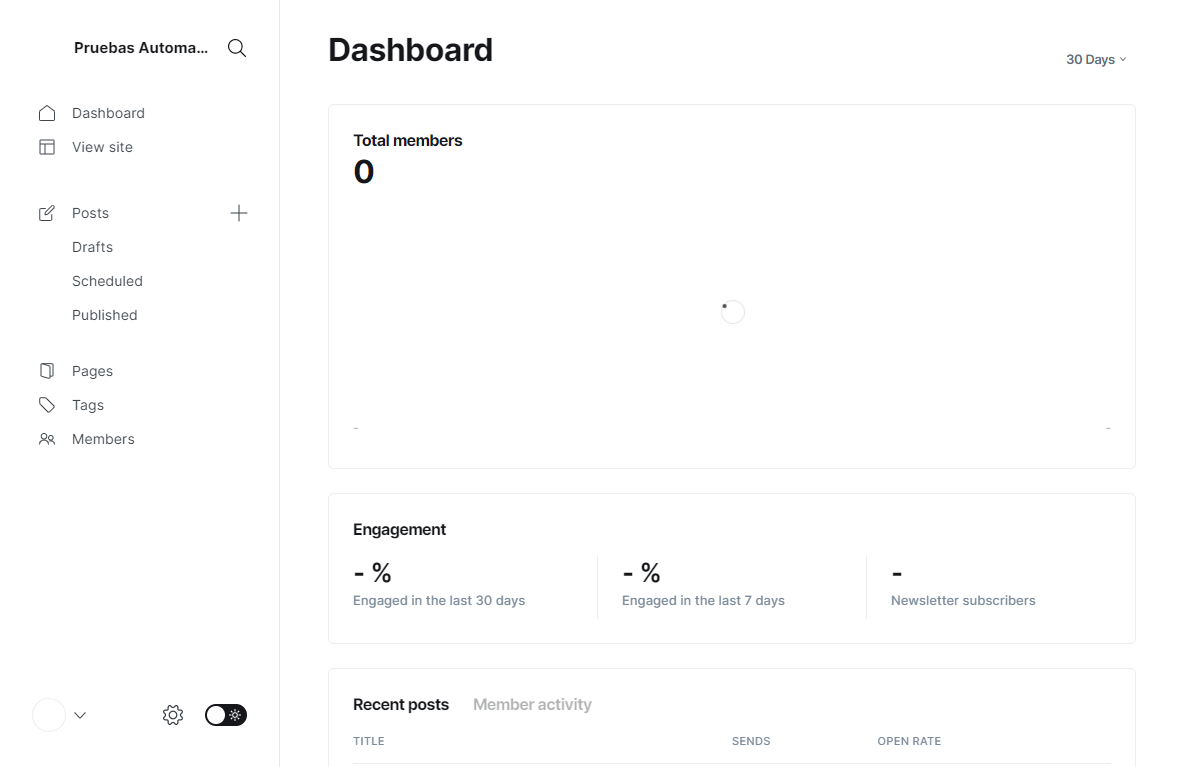 Pruebas Automa...
Dashboard
View site
Posts
Drafts
Scheduled
Published
Pages
Tags
Members
Dashboard
30 Days
Total members
0
- -
Engagement
- %
Engaged in the last 30 days
- %
Engaged in the last 7 days
-
Newsletter subscribers
Recent posts Member activity
TITLE SENDS OPEN RATE